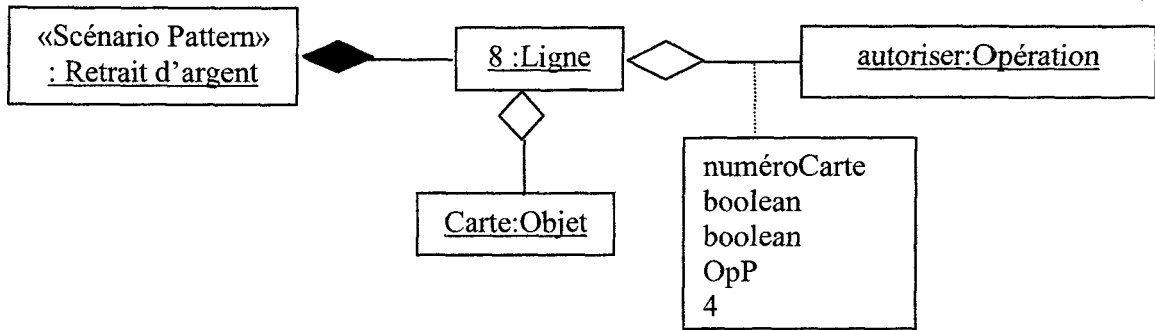 «Scénario Pattern»
: Retrait d'argent
8 :Ligne
autoriser:Opération
Carte:Objet
numéroCarte
boolean
boolean
OpP
4